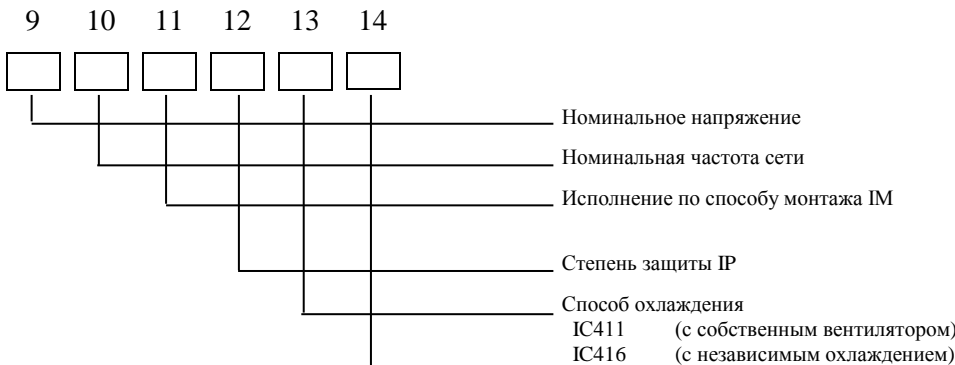 9 10 11 12 13 14
Номинальное напряжение
Номинальная частота сети
Исполнение по способу монтажа IM
Степень защиты IP
Способ охлаждения
IC411 (с собственным вентилятором)
IC416 (с независимым охлаждением)